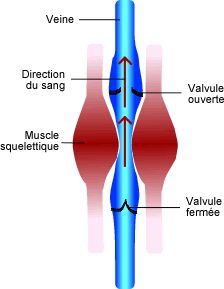 Veine
Direction
du sang
Valvule
ouverte
Muscle
squelettique
Valvule
fermée